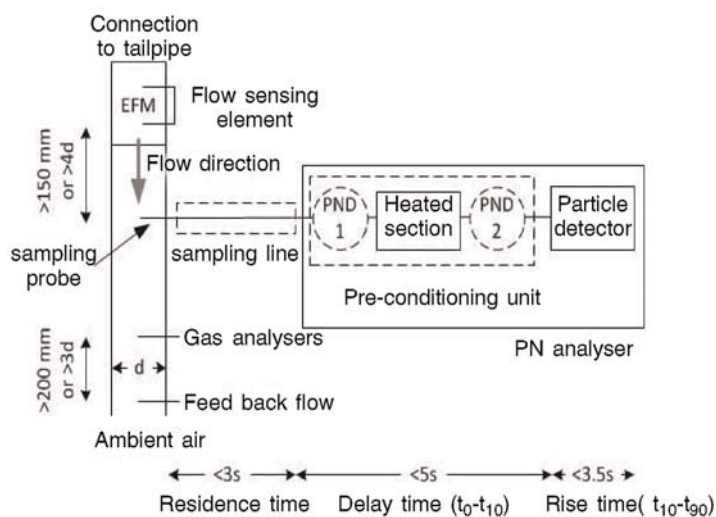 Connection
to tailpipe
EFM
Flow sensing
element
>150 mm
or >4d
Flow direction
sampling
probe
sampling line
PND
1
Heated
section
PND
2
Particle
detector
Pre-conditioning unit
PN analyser
>200 mm
or >3d
d
Gas analysers
Feed back flow
Ambient air
<3s
<5s
<3.5s
Residence time
Delay time (t0-t10)
Rise time( t10-t90)